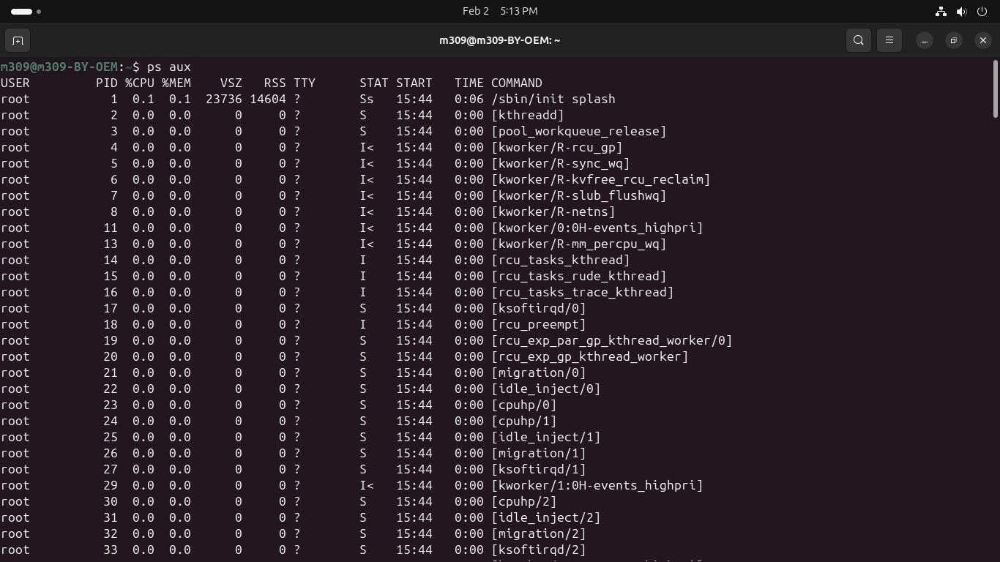 Feb 2 5:13 PM
m309@m309-BY-OEM: ~
m309@m309-BY-OEM:~$ ps aux
USER         PID %CPU %MEM    VSZ   RSS TTY      STAT START   TIME COMMAND
root           1  0.1  0.1  23736 14604 ?        Ss   15:44   0:06 /sbin/init splash
root           2  0.0  0.0      0     0 ?        S    15:44   0:00 [kthreadd]
root           3  0.0  0.0      0     0 ?        S    15:44   0:00 [pool_workqueue_release]
root           4  0.0  0.0      0     0 ?        I<   15:44   0:00 [kworker/R-rcu_gp]
root           5  0.0  0.0      0     0 ?        I<   15:44   0:00 [kworker/R-sync_wq]
root           6  0.0  0.0      0     0 ?        I<   15:44   0:00 [kworker/R-kvfree_rcu_reclaim]
root           7  0.0  0.0      0     0 ?        I<   15:44   0:00 [kworker/R-slub_flushwq]
root           8  0.0  0.0      0     0 ?        I<   15:44   0:00 [kworker/R-netns]
root          11  0.0  0.0      0     0 ?        I<   15:44   0:00 [kworker/0:0H-events_highpri]
root          13  0.0  0.0      0     0 ?        I<   15:44   0:00 [kworker/R-mm_percpu_wq]
root          14  0.0  0.0      0     0 ?        I    15:44   0:00 [rcu_tasks_kthread]
root          15  0.0  0.0      0     0 ?        I    15:44   0:00 [rcu_tasks_rude_kthread]
root          16  0.0  0.0      0     0 ?        I    15:44   0:00 [rcu_tasks_trace_kthread]
root          17  0.0  0.0      0     0 ?        S    15:44   0:00 [ksoftirqd/0]
root          18  0.0  0.0      0     0 ?        I    15:44   0:00 [rcu_preempt]
root          19  0.0  0.0      0     0 ?        S    15:44   0:00 [rcu_exp_par_gp_kthread_worker/0]
root          20  0.0  0.0      0     0 ?        S    15:44   0:00 [rcu_exp_gp_kthread_worker]
root          21  0.0  0.0      0     0 ?        S    15:44   0:00 [migration/0]
root          22  0.0  0.0      0     0 ?        S    15:44   0:00 [idle_inject/0]
root          23  0.0  0.0      0     0 ?        S    15:44   0:00 [cpuhp/0]
root          24  0.0  0.0      0     0 ?        S    15:44   0:00 [cpuhp/1]
root          25  0.0  0.0      0     0 ?        S    15:44   0:00 [idle_inject/1]
root          26  0.0  0.0      0     0 ?        S    15:44   0:00 [migration/1]
root          27  0.0  0.0      0     0 ?        S    15:44   0:00 [ksoftirqd/1]
root          29  0.0  0.0      0     0 ?        I<   15:44   0:00 [kworker/1:0H-events_highpri]
root          30  0.0  0.0      0     0 ?        S    15:44   0:00 [cpuhp/2]
root          31  0.0  0.0      0     0 ?        S    15:44   0:00 [idle_inject/2]
root          32  0.0  0.0      0     0 ?        S    15:44   0:00 [migration/2]
root          33  0.0  0.0      0     0 ?        S    15:44   0:00 [ksoftirqd/2]